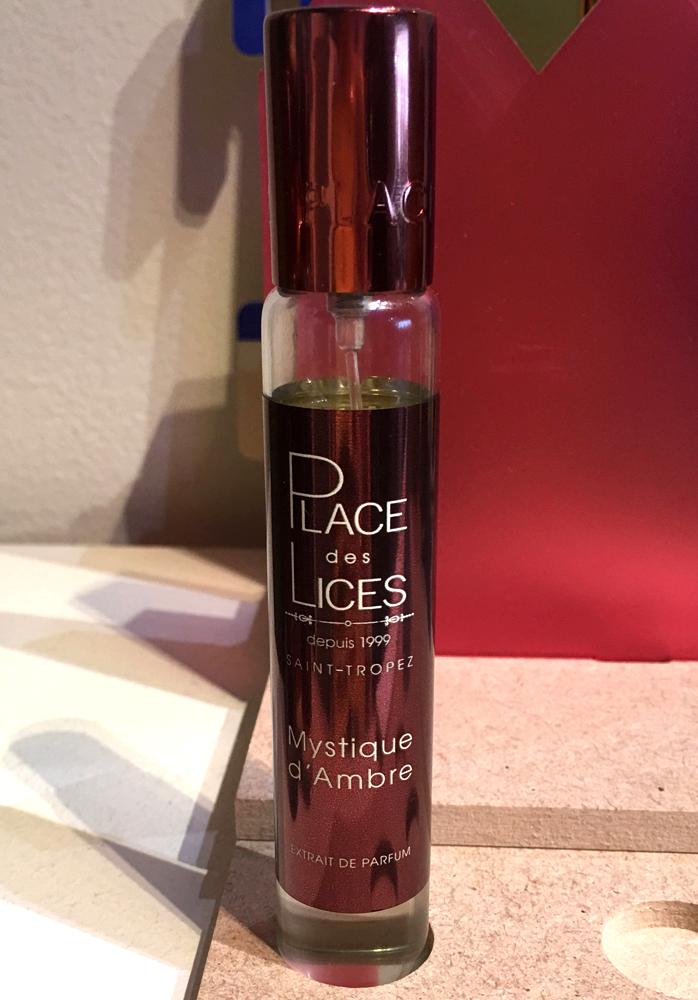 PLACE
des
LICES
depuis 1999
SAINT-TROPEZ
Mystique
d'Ambre
EXTRAIT DE PARFUM